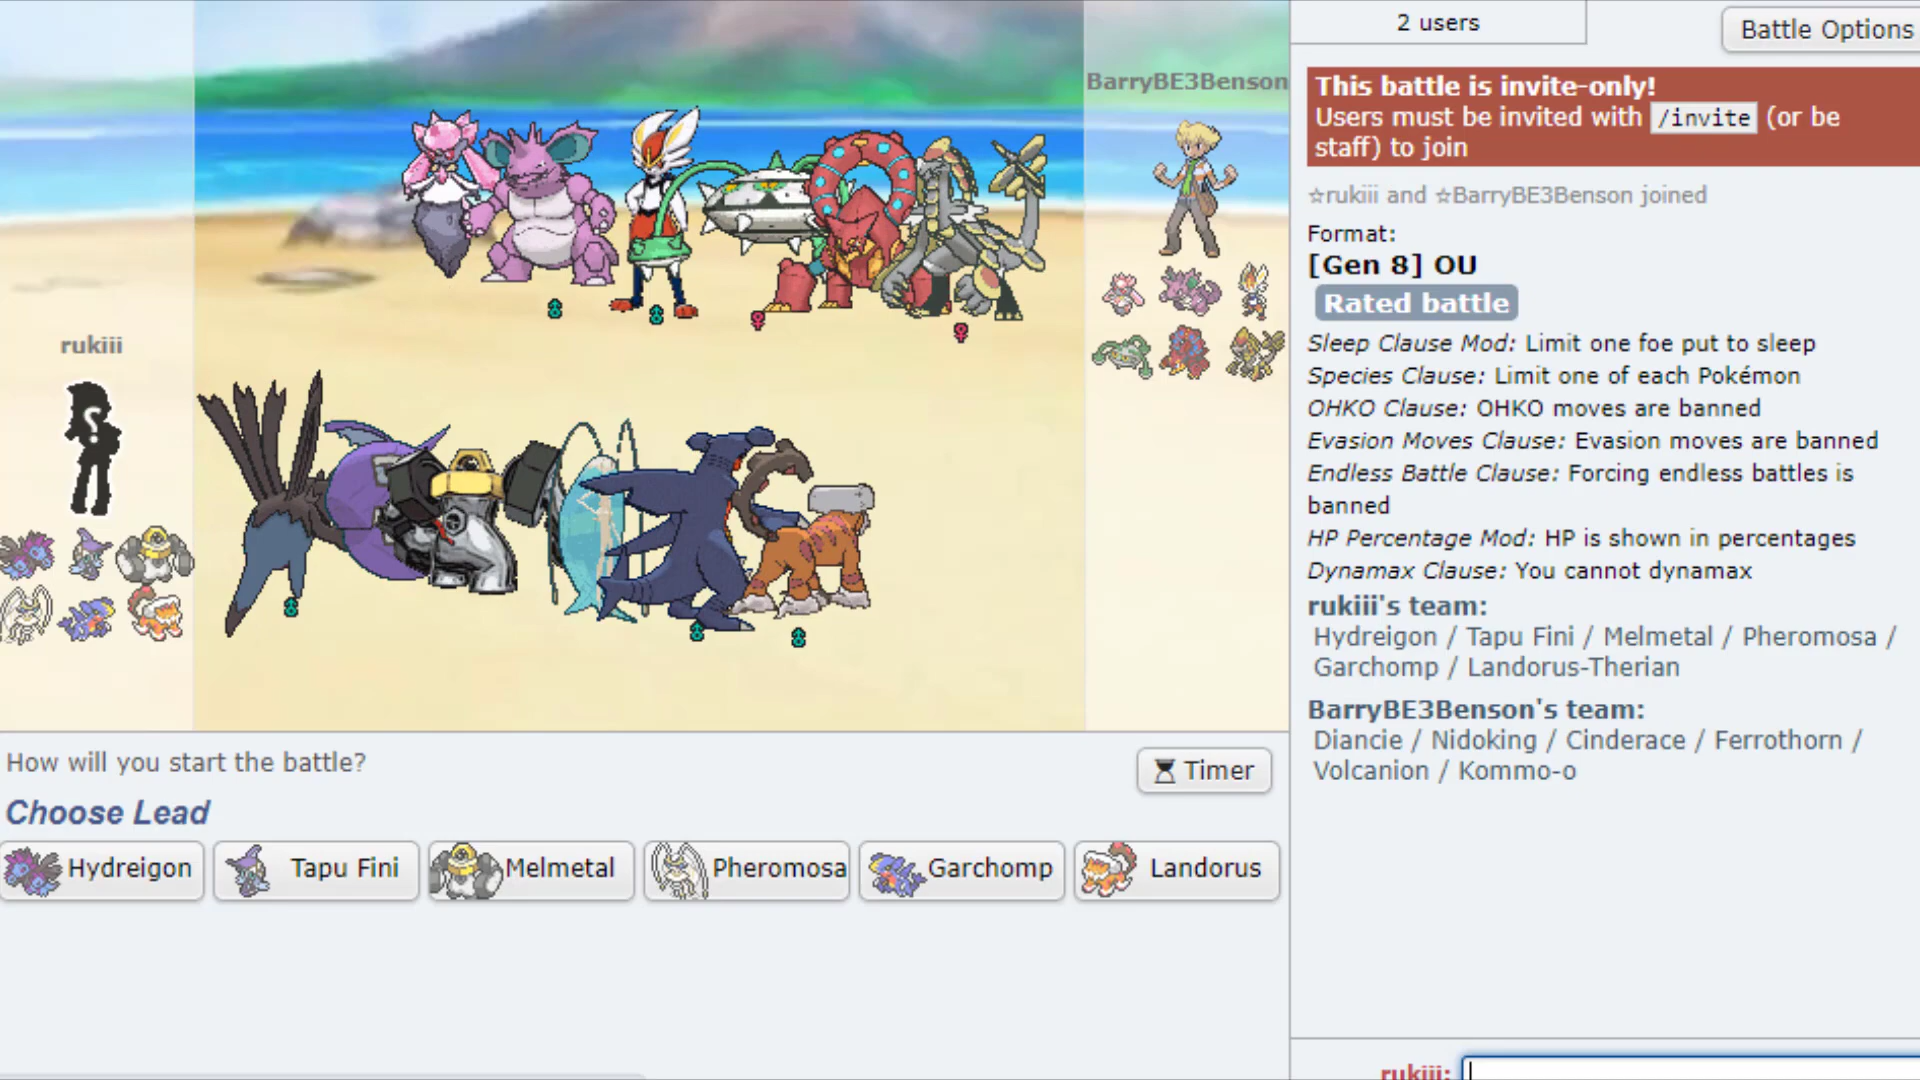 BarryBE3Benson
rukiii
How will you start the battle?
Timer
Choose Lead
Hydreigon
Tapu Fini
Melmetal
Pheromosa
Garchomp
Landorus
2 users
Battle Options
This battle is invite-only!
Users must be invited with /invite (or be
staff) to join
☆rukiii and ☆BarryBE3Benson joined
Format:
[Gen 8] OU
Rated battle
Sleep Clause Mod: Limit one foe put to sleep
Species Clause: Limit one of each Pokémon
OHKO Clause: OHKO moves are banned
Evasion Moves Clause: Evasion moves are banned
Endless Battle Clause: Forcing endless battles is
banned
HP Percentage Mod: HP is shown in percentages
Dynamax Clause: You cannot dynamax
rukiii's team:
Hydreigon / Tapu Fini / Melmetal / Pheromosa /
Garchomp / Landorus-Therian
BarryBE3Benson's team:
Diancie / Nidoking / Cinderace / Ferrothorn /
Volcanion / Kommo-o
rukiii: